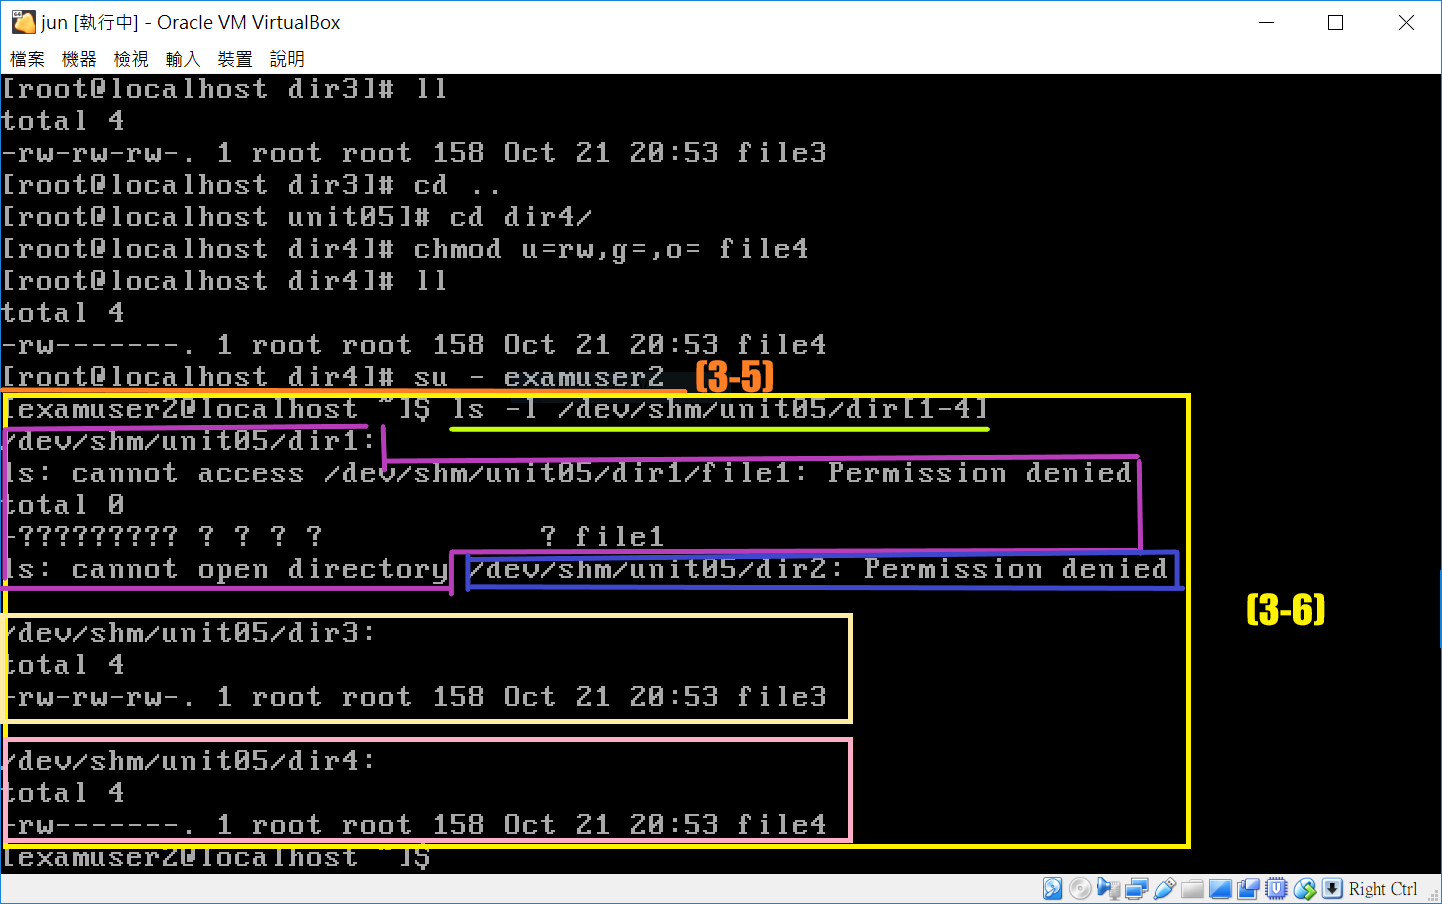 jun [執行中] - Oracle VM VirtualBox
檔案 機器 檢視 輸入 裝置 說明
[root@localhost dir3]# ll
total 4
-rw-rw-rw-. 1 root root 158 Oct 21 20:53 file3
[root@localhost dir3]# cd ..
[root@localhost unit05]# cd dir4/
[root@localhost dir4]# chmod u=rw,g=,o= file4
[root@localhost dir4]# ll
total 4
-rw-------. 1 root root 158 Oct 21 20:53 file4
[root@localhost dir4]# su - examuser2 (3-5)
[examuser2@localhost ~]$ ls -l /dev/shm/unit05/dir[1-4]
/dev/shm/unit05/dir1:
ls: cannot access /dev/shm/unit05/dir1/file1: Permission denied
total 0
-????????? ? ? ? ?            ? file1
ls: cannot open directory /dev/shm/unit05/dir2: Permission denied
(3-6)
/dev/shm/unit05/dir3:
total 4
-rw-rw-rw-. 1 root root 158 Oct 21 20:53 file3
/dev/shm/unit05/dir4:
total 4
-rw-------. 1 root root 158 Oct 21 20:53 file4
[examuser2@localhost ~]$
Right Ctrl